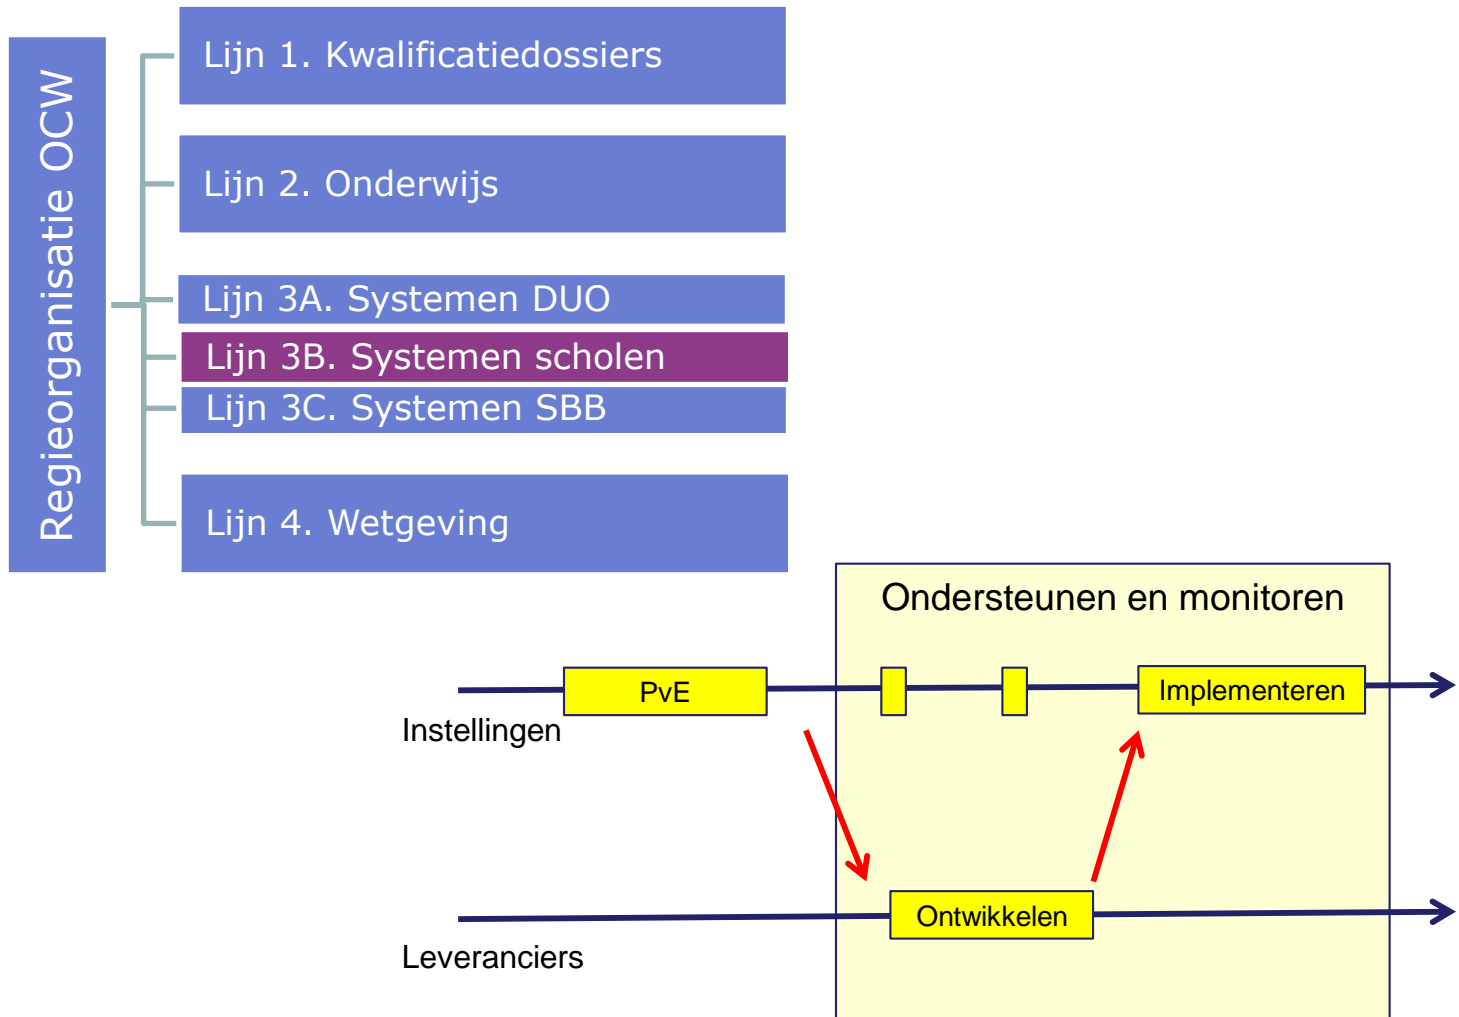 Regieorganisatie OCW
Lijn 1. Kwalificatiedossiers
Lijn 2. Onderwijs
Lijn 3A. Systemen DUO
Lijn 3B. Systemen scholen
Lijn 3C. Systemen SBB
Lijn 4. Wetgeving
Ondersteunen en monitoren
PvE
Implementeren
Instellingen
Ontwikkelen
Leveranciers